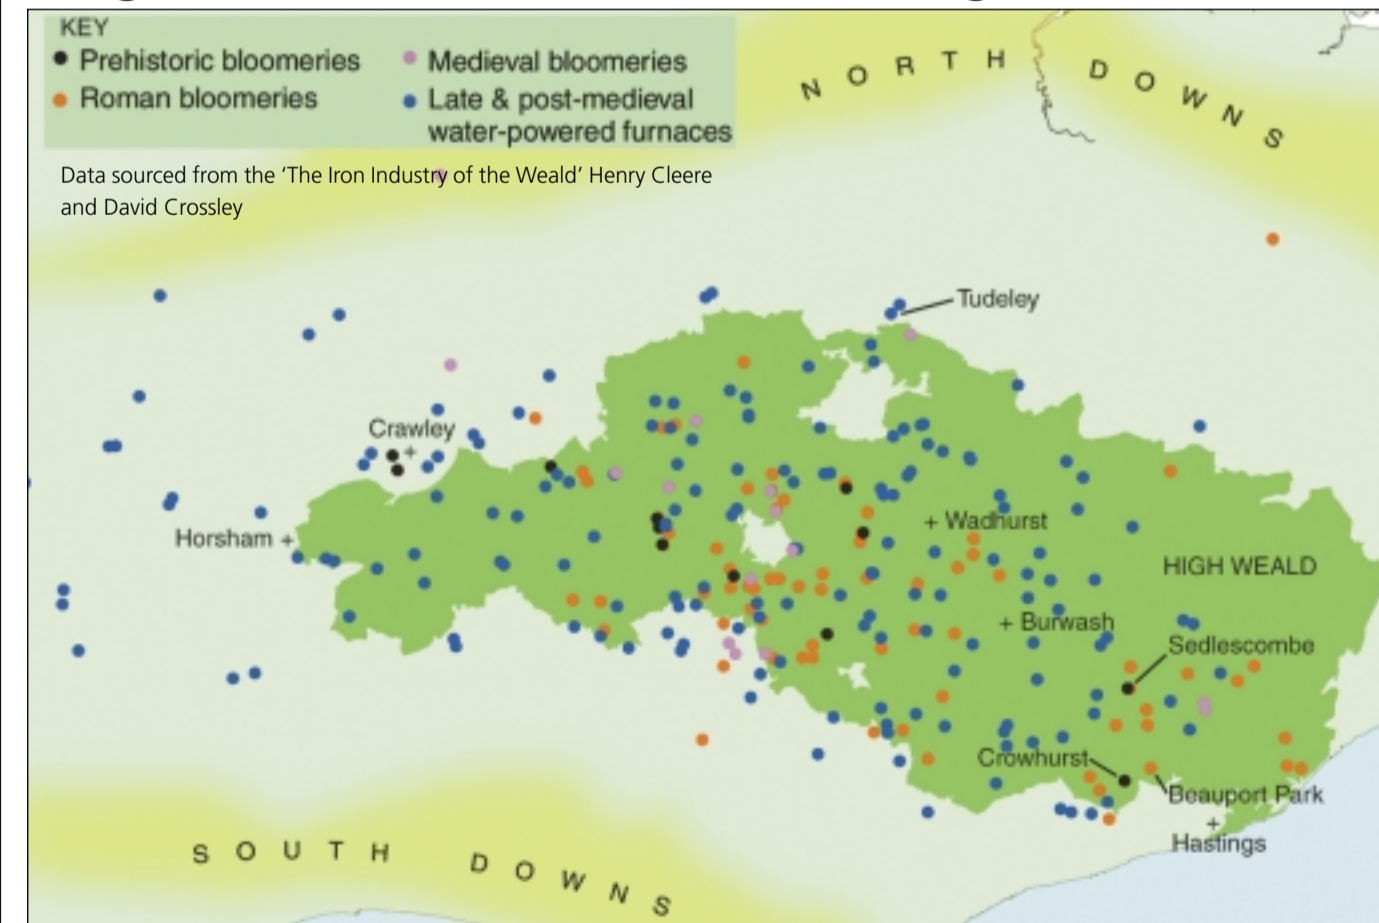 KEY
Prehistoric bloomeries
Roman bloomeries
Medieval bloomeries
Late & post-medieval
water-powered furnaces
Data sourced from the ‘The Iron Industry of the Weald’ Henry Cleere
and David Crossley
NORTH DOWNS
Tudeley
Crawley
Horsham
Wadhurst
HIGH WEALD
Burwash
Sedlescombe
Crowhurst
Beauport Park
Hastings
SOUTH DOWNS